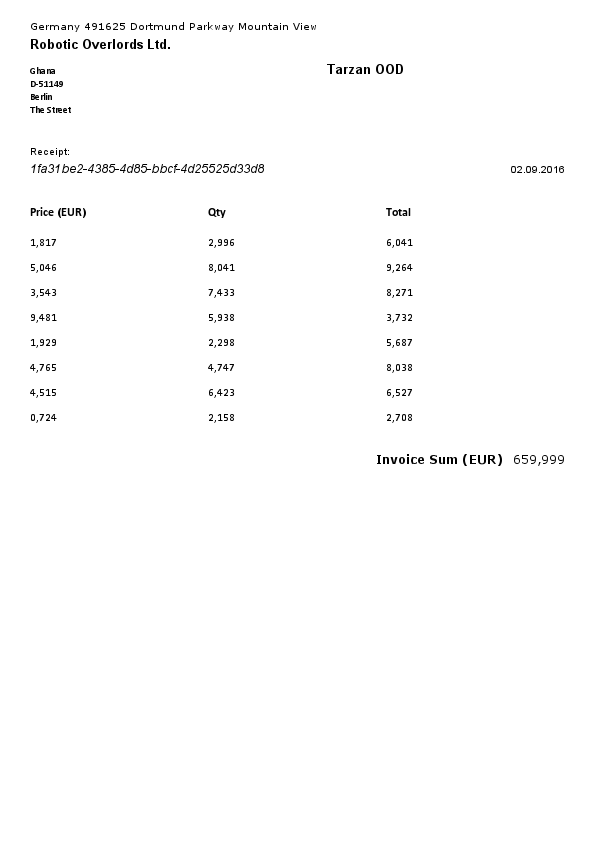 Germany 491625 Dortmund Parkway Mountain View
Robotic Overlords Ltd.
Tarzan OOD
Ghana
D-51149
Berlin
The Street
Receipt:
1fa31be2-4385-4d85-bbcf-4d25525d33d8 02.09.2016
Price (EUR) Qty Total
1,817 2,996 6,041
5,046 8,041 9,264
3,543 7,433 8,271
9,481 5,938 3,732
1,929 2,298 5,687
4,765 4,747 8,038
4,515 6,423 6,527
0,724 2,158 2,708
Invoice Sum (EUR) 659,999